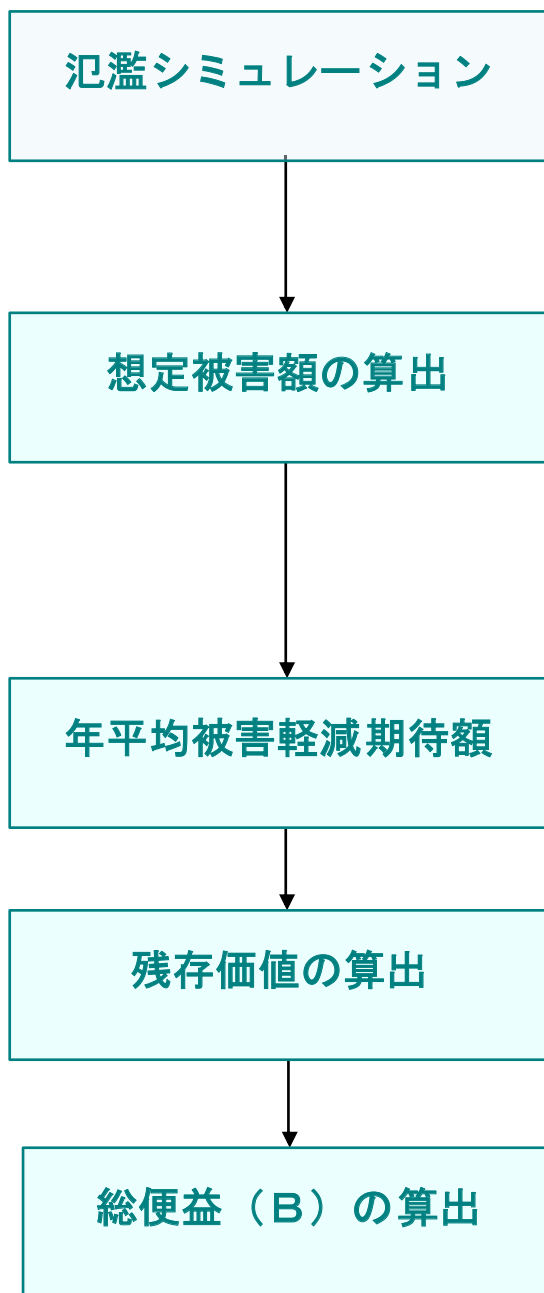 氾濫シミュレーション
想定被害額の算出
年平均被害軽減期待額
残存価値の算出
総便益（Ｂ）の算出